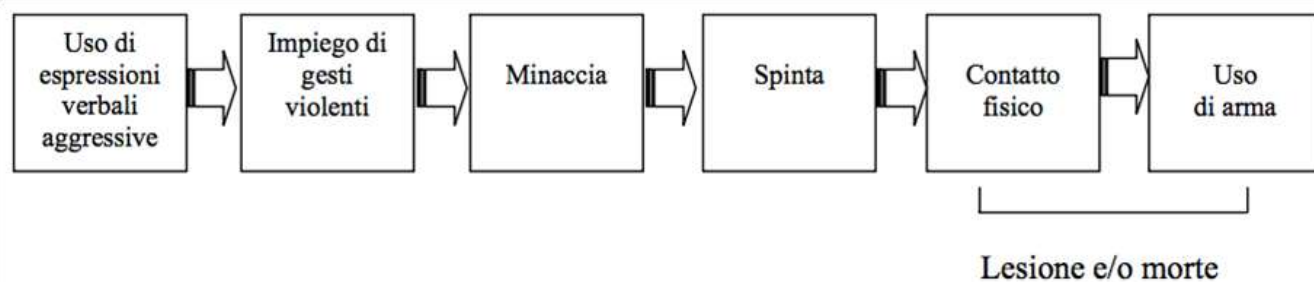 Uso di
espressioni
verbali
aggressive
Impiego di
gesti
violenti
Minaccia
Spinta
Contatto
fisico
Uso
di arma
Lesione e/o morte